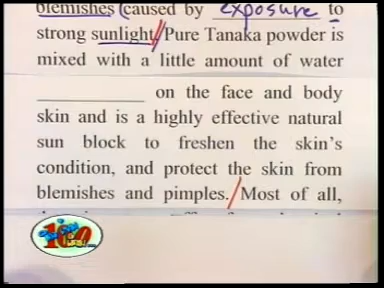 blemishes (caused by exposure to
strong sunlight. Pure Tanaka powder is
mixed with a little amount of water
__________ on the face and body
skin and is a highly effective natural
sun block to freshen the skin's
condition, and protect the skin from
blemishes and pimples. Most of all,
100